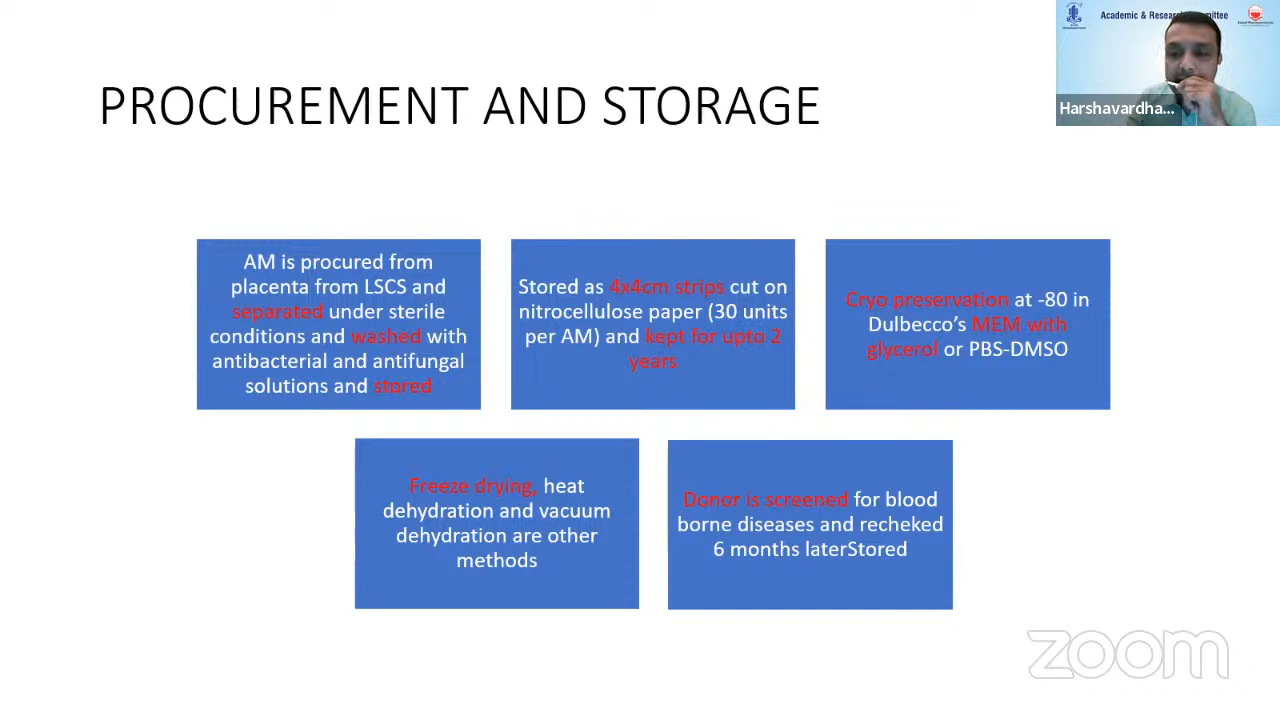 Academic & Research Committee
Harshavardha...
PROCUREMENT AND STORAGE
AM is procured from
placenta from LSCS and
separated under sterile
conditions and washed with
antibacterial and antifungal
solutions and stored
Stored as 4x4cm strips cut on
nitrocellulose paper (30 units
per AM) and kept for upto 2
years
Cryo preservation at -80 in
Dulbecco's MEM with
glycerol or PBS-DMSO
Freeze drying, heat
dehydration and vacuum
dehydration are other
methods
Donor is screened for blood
borne diseases and recheked
6 months laterStored
zoom